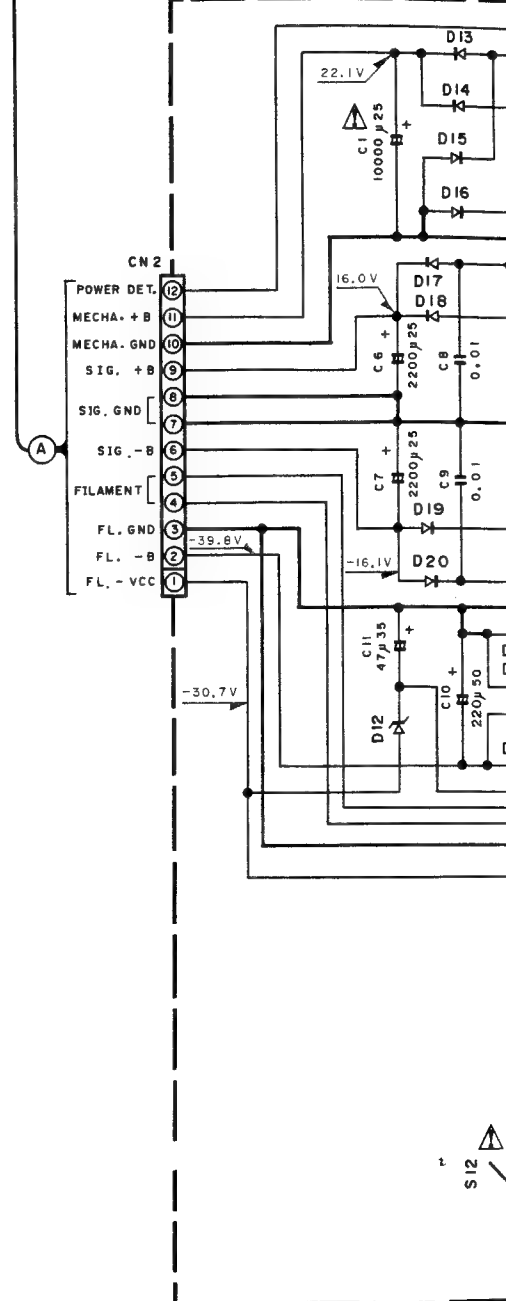 D13
22.1V
D14
C1
10000µ25
+
D15
D16
CN2
POWER DET. 12
MECHA. +B 11
MECHA. GND 10
SIG. +B 9
8
SIG. GND
7
SIG. -B 6
5
FILAMENT
4
FL. GND 3
FL. -B 2
FL. -VCC 1
A
D17
16.0V
D18
+
C6
2200µ25
C8
0.01
+
C7
2200µ25
C9
0.01
D19
-39.8V
-16.1V
D20
C11
47µ35
+
-30.7V
D12
C10
220µ50
+
S12